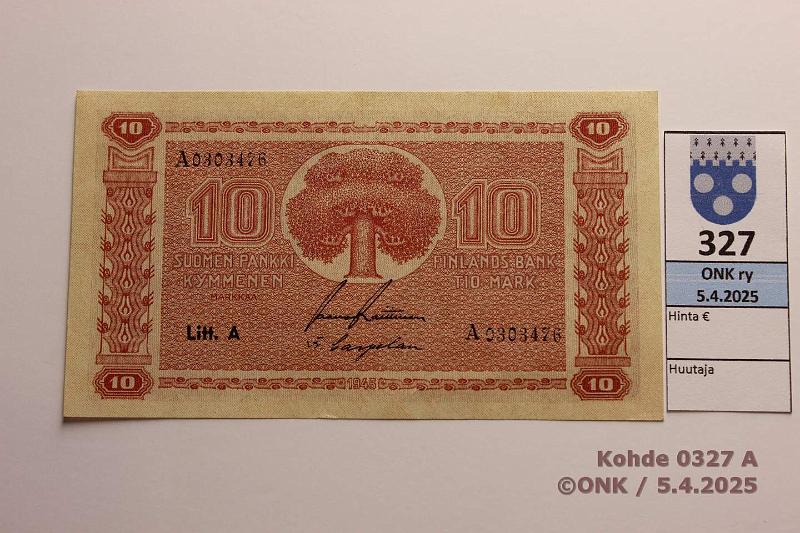 10 10
A0303476
10 10
SUOMEN·PANKKI FINLANDS·BANK
KYMMENEN TIO·MARK
MARKKAA
Litt. A A0303476
10 1945 10
327
ONK ry
5.4.2025
Hinta €
Huutaja
Kohde 0327 A
©ONK / 5.4.2025